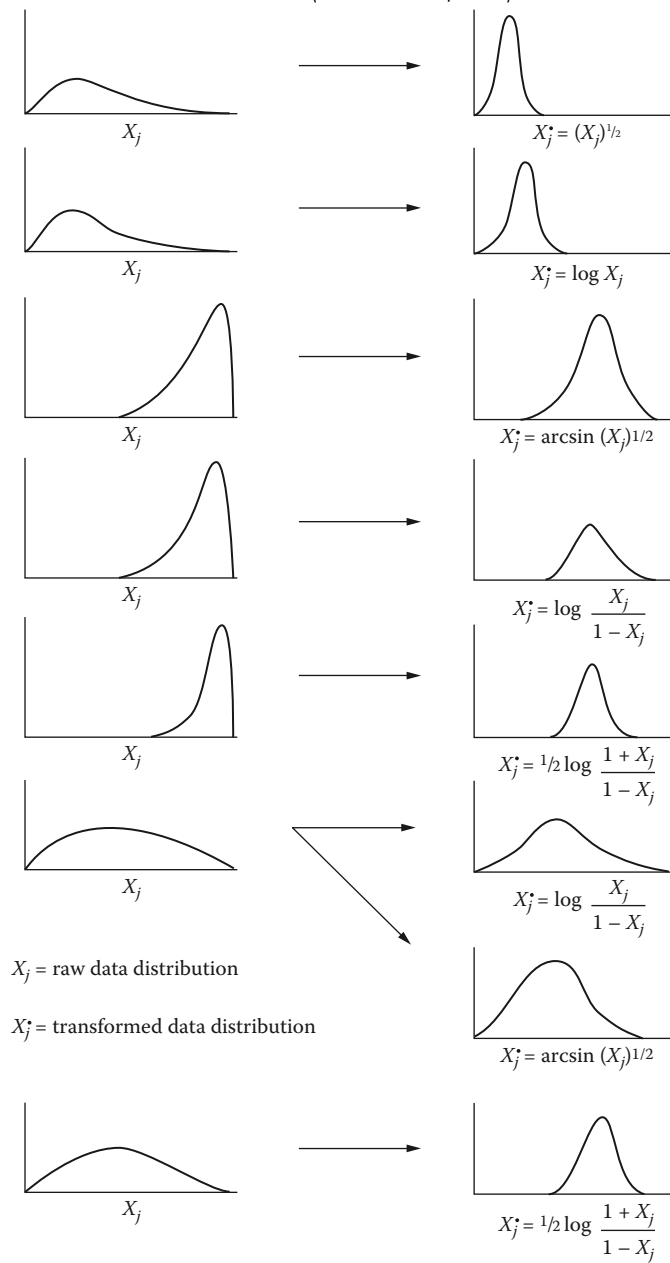 X_j
X_j^• = (X_j)^1/2
X_j
X_j^• = log X_j
X_j
X_j^• = arcsin (X_j)^1/2
X_j
X_j^• = log X_j / 1 – X_j
X_j
X_j^• = 1/2 log 1 + X_j / 1 – X_j
X_j
X_j^• = log X_j / 1 – X_j
X_j = raw data distribution
X_j^• = transformed data distribution
X_j^• = arcsin (X_j)^1/2
X_j
X_j^• = 1/2 log 1 + X_j / 1 – X_j